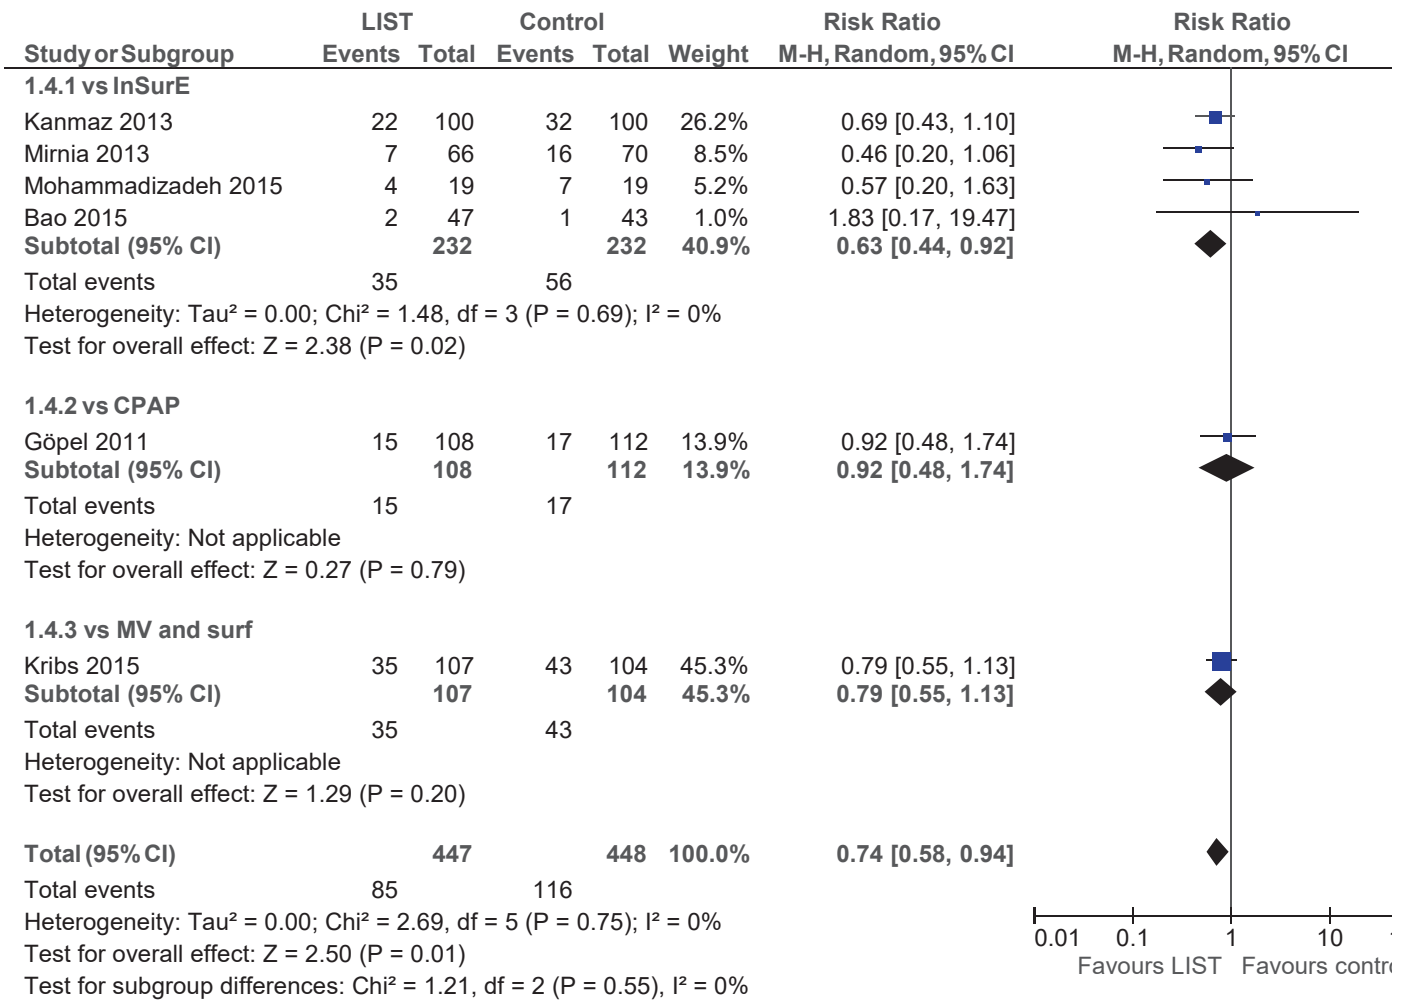 LIST Control Risk Ratio Risk Ratio
Study or Subgroup Events Total Events Total Weight M-H, Random, 95% CI M-H, Random, 95% CI
1.4.1 vs InSurE
Kanmaz 2013 22 100 32 100 26.2% 0.69 [0.43, 1.10]
Mirnia 2013 7 66 16 70 8.5% 0.46 [0.20, 1.06]
Mohammadizadeh 2015 4 19 7 19 5.2% 0.57 [0.20, 1.63]
Bao 2015 2 47 1 43 1.0% 1.83 [0.17, 19.47]
Subtotal (95% CI) 232 232 40.9% 0.63 [0.44, 0.92]
Total events 35 56
Heterogeneity: Tau² = 0.00; Chi² = 1.48, df = 3 (P = 0.69); I² = 0%
Test for overall effect: Z = 2.38 (P = 0.02)
1.4.2 vs CPAP
Göpel 2011 15 108 17 112 13.9% 0.92 [0.48, 1.74]
Subtotal (95% CI) 108 112 13.9% 0.92 [0.48, 1.74]
Total events 15 17
Heterogeneity: Not applicable
Test for overall effect: Z = 0.27 (P = 0.79)
1.4.3 vs MV and surf
Kribs 2015 35 107 43 104 45.3% 0.79 [0.55, 1.13]
Subtotal (95% CI) 107 104 45.3% 0.79 [0.55, 1.13]
Total events 35 43
Heterogeneity: Not applicable
Test for overall effect: Z = 1.29 (P = 0.20)
Total (95% CI) 447 448 100.0% 0.74 [0.58, 0.94]
Total events 85 116
Heterogeneity: Tau² = 0.00; Chi² = 2.69, df = 5 (P = 0.75); I² = 0%
Test for overall effect: Z = 2.50 (P = 0.01)
Test for subgroup differences: Chi² = 1.21, df = 2 (P = 0.55), I² = 0%
0.01 0.1 1 10
Favours LIST Favours contr